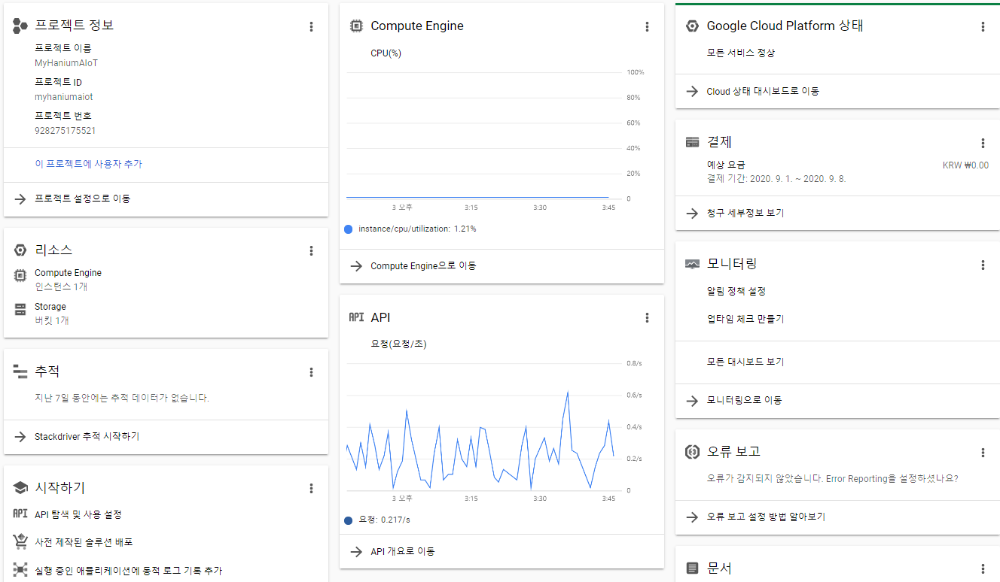 프로젝트 정보
프로젝트 이름
MyHaniumAIoT
프로젝트 ID
myhaniumaiot
프로젝트 번호
928275175521
이 프로젝트에 사용자 추가
프로젝트 설정으로 이동
리소스
Compute Engine
인스턴스 1개
Storage
버킷 1개
추적
지난 7일 동안에는 추적 데이터가 없습니다.
Stackdriver 추적 시작하기
시작하기
API API 탐색 및 사용 설정
사전 제작된 솔루션 배포
실행 중인 애플리케이션에 동적 로그 기록 추가
Compute Engine
CPU(%)
100%
80%
60%
40%
20%
0
3 오후 3:15 3:30 3:45
instance/cpu/utilization: 1.21%
Compute Engine으로 이동
API API
요청(요청/초)
0.8/s
0.6/s
0.4/s
0.2/s
0
3 오후 3:15 3:30 3:45
요청: 0.217/s
API 개요로 이동
Google Cloud Platform 상태
모든 서비스 정상
Cloud 상태 대시보드로 이동
결제
예상 요금 KRW ₩0.00
결제 기간: 2020. 9. 1. ~ 2020. 9. 8.
청구 세부정보 보기
모니터링
알림 정책 설정
업타임 체크 만들기
모든 대시보드 보기
모니터링으로 이동
오류 보고
오류가 감지되지 않았습니다. Error Reporting을 설정하셨나요?
오류 보고 설정 방법 알아보기
문서